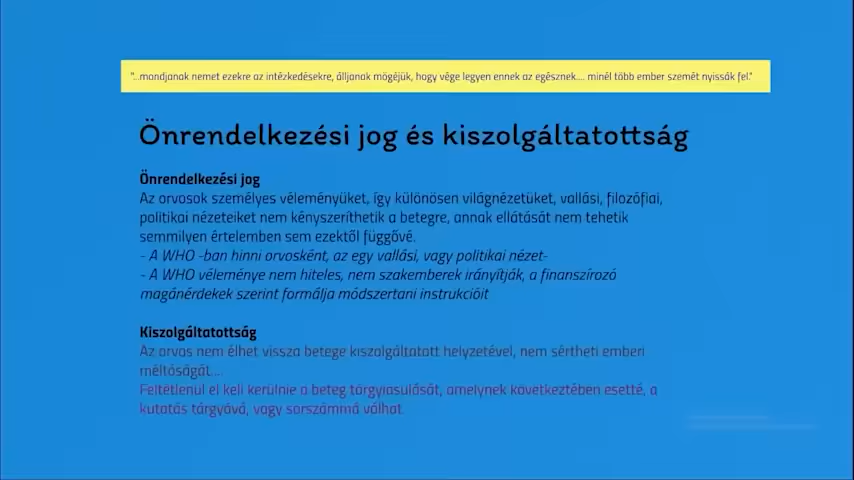 "...mondjanak nemet ezekre az intézkedésekre, álljanak mögéjük, hogy vége legyen ennek az egésznek.... minél több ember szemét nyissák fel."
Önrendelkezési jog és kiszolgáltatottság
Önrendelkezési jog
Az orvosok személyes véleményüket, így különösen világnézetüket, vallási, filozófiai,
politikai nézeteiket nem kényszeríthetik a betegre, annak ellátását nem tehetik
semmilyen értelemben sem ezektől függővé.
- A WHO -ban hinni orvosként, az egy vallási, vagy politikai nézet-
- A WHO véleménye nem hiteles, nem szakemberek irányítják, a finanszírozó
magánérdekek szerint formálja módszertani instrukcióit
Kiszolgáltatottság
Az orvos nem élhet vissza betege kiszolgáltatott helyzetével, nem sértheti emberi
méltóságát....
Feltétlenül el kell kerülnie a beteg tárgyiasulását, amelynek következtében esetté, a
kutatás tárgyává, vagy sorszámmá válhat